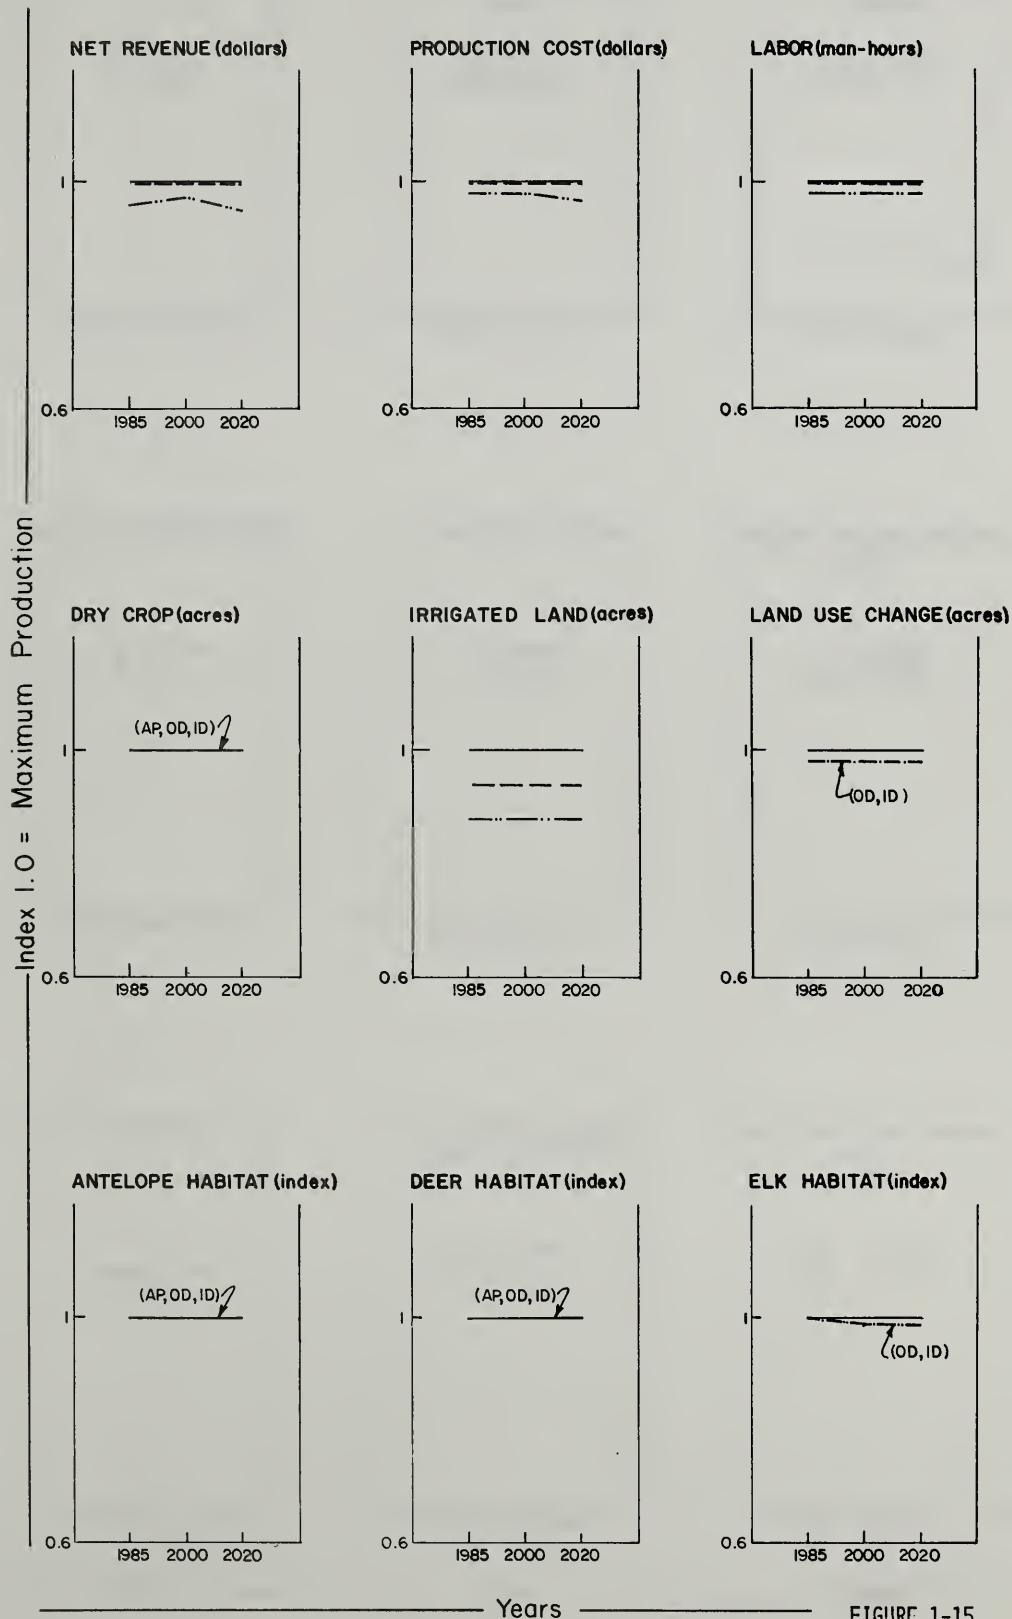 Index 1.0 = Maximum Production
NET REVENUE (dollars)
1
0.6
1985 2000 2020
PRODUCTION COST (dollars)
1
0.6
1985 2000 2020
LABOR (man-hours)
1
0.6
1985 2000 2020
DRY CROP (acres)
(AP, OD, ID)
1
0.6
1985 2000 2020
IRRIGATED LAND (acres)
1
0.6
1985 2000 2020
LAND USE CHANGE (acres)
1
(OD, ID)
0.6
1985 2000 2020
ANTELOPE HABITAT (index)
(AP, OD, ID)
1
0.6
1985 2000 2020
DEER HABITAT (index)
(AP, OD, ID)
1
0.6
1985 2000 2020
ELK HABITAT (index)
1
(OD, ID)
0.6
1985 2000 2020
Years
FIGURE 1-15